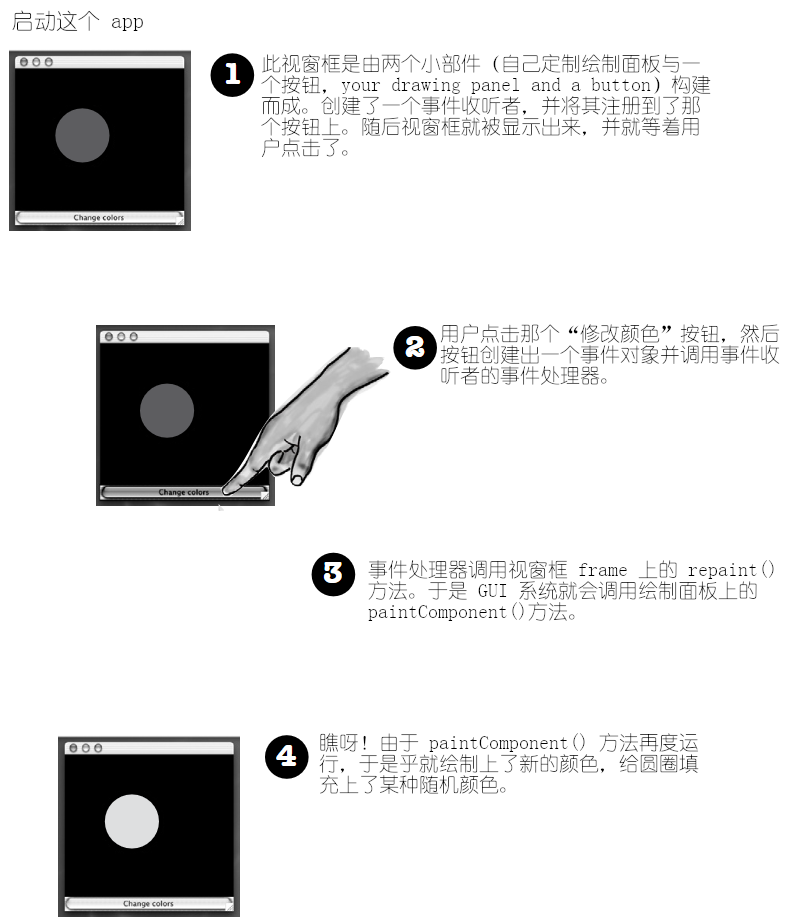 启动这个 app
1
此视窗框是由两个小部件（自己定制绘制面板与一
个按钮，your drawing panel and a button）构建
而成。创建了一个事件收听者，并将其注册到了那
个按钮上。随后视窗框就被显示出来，并就等着用
户点击了。
Change colors
2
用户点击那个“修改颜色”按钮，然后
按钮创建出一个事件对象并调用事件收
听者的事件处理器。
Change colors
3
事件处理器调用视窗框 frame 上的 repaint()
方法。于是 GUI 系统就会调用绘制面板上的
paintComponent()方法。
4
瞧呀！由于 paintComponent() 方法再度运
行，于是乎就绘制上了新的颜色，给圆圈填
充上了某种随机颜色。
Change colors